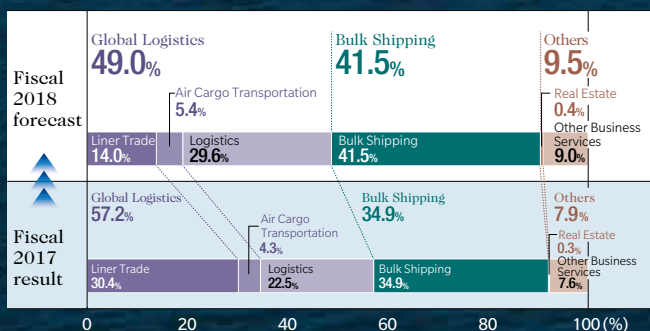 Global Logistics
49.0%
Bulk Shipping
41.5%
Others
9.5%
Fiscal
2018
forecast
Air Cargo Transportation
5.4%
Real Estate
0.4%
Other Business
Services
9.0%
Liner Trade
14.0%
Logistics
29.6%
Bulk Shipping
41.5%
Global Logistics
57.2%
Bulk Shipping
34.9%
Others
7.9%
Fiscal
2017
result
Air Cargo
Transportation
4.3%
Real Estate
0.3%
Other Business
Services
7.6%
Liner Trade
30.4%
Logistics
22.5%
Bulk Shipping
34.9%
0 20 40 60 80 100(%)